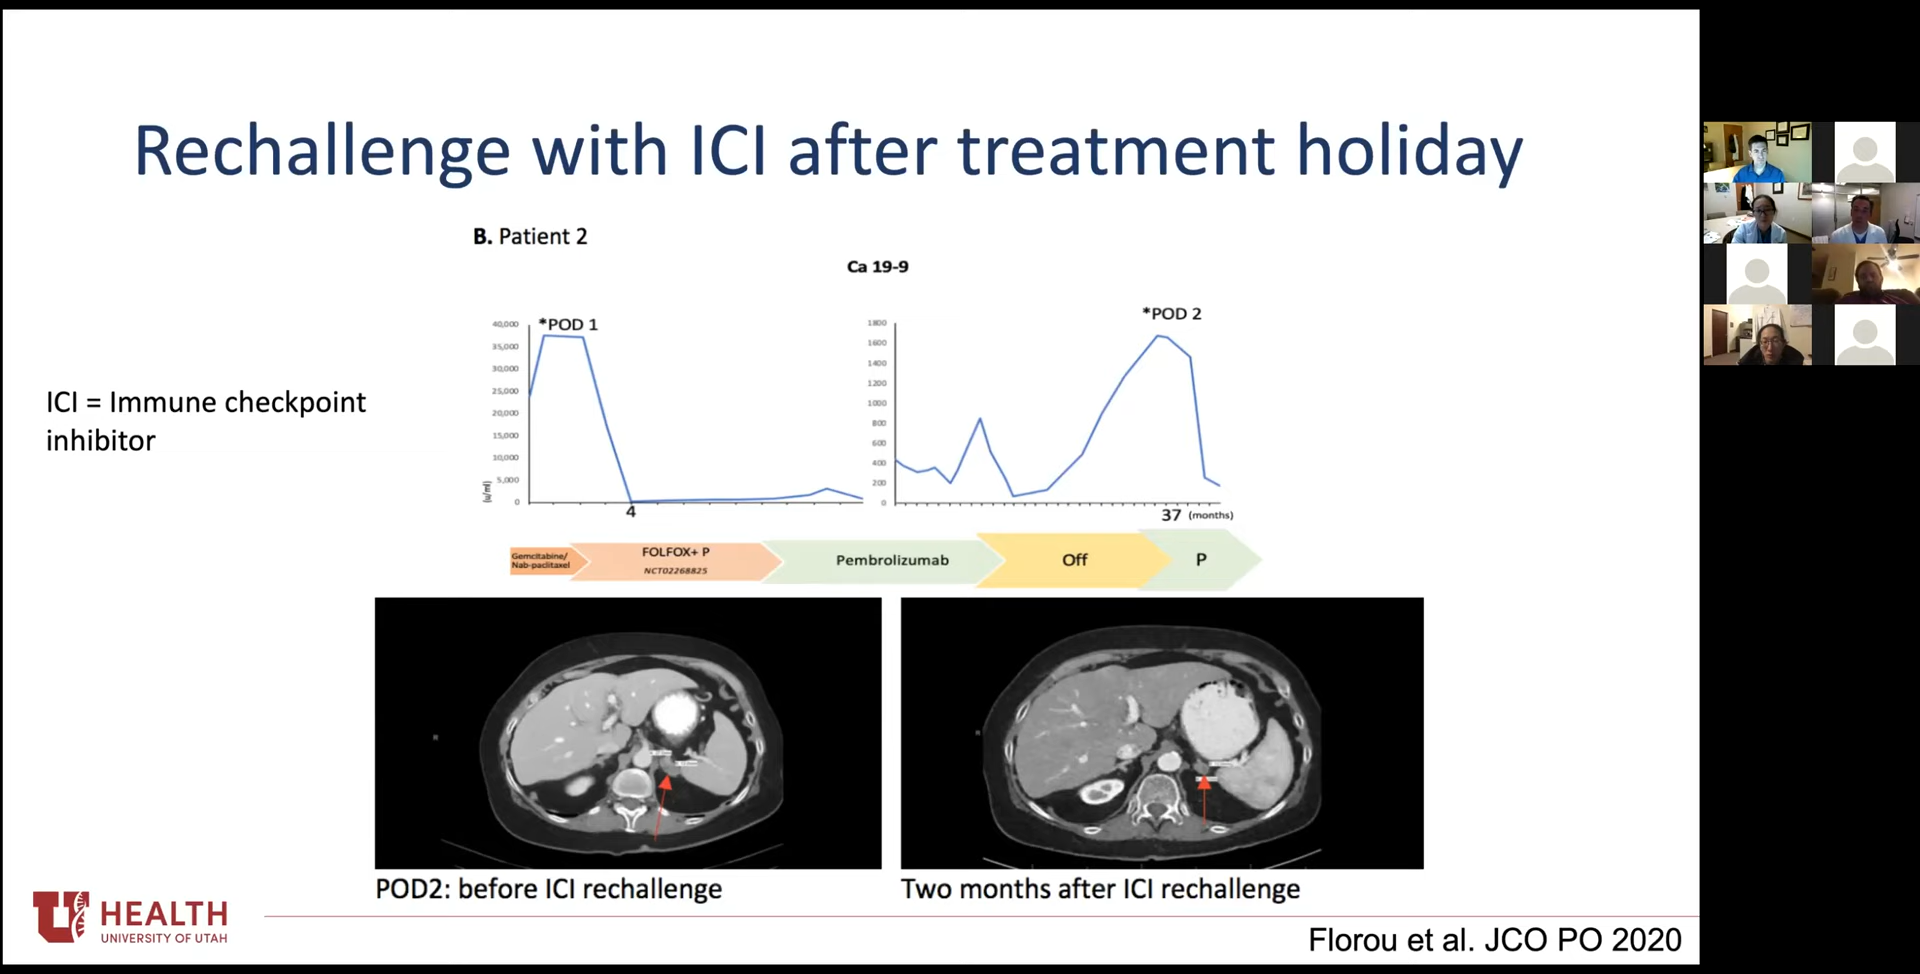 Rechallenge with ICI after treatment holiday
B. Patient 2
Ca 19-9
ICI = Immune checkpoint
inhibitor
*POD 1
40,000
35,000
30,000
25,000
20,000
15,000
10,000
5,000
0
(u/ml)
4
*POD 2
1800
1600
1400
1200
1000
800
600
400
200
0
37 (months)
Gemcitabine/
Nab-paclitaxel
FOLFOX+ P
NCT02268825
Pembrolizumab
Off
P
POD2: before ICI rechallenge
Two months after ICI rechallenge
U HEALTH
UNIVERSITY OF UTAH
Florou et al. JCO PO 2020